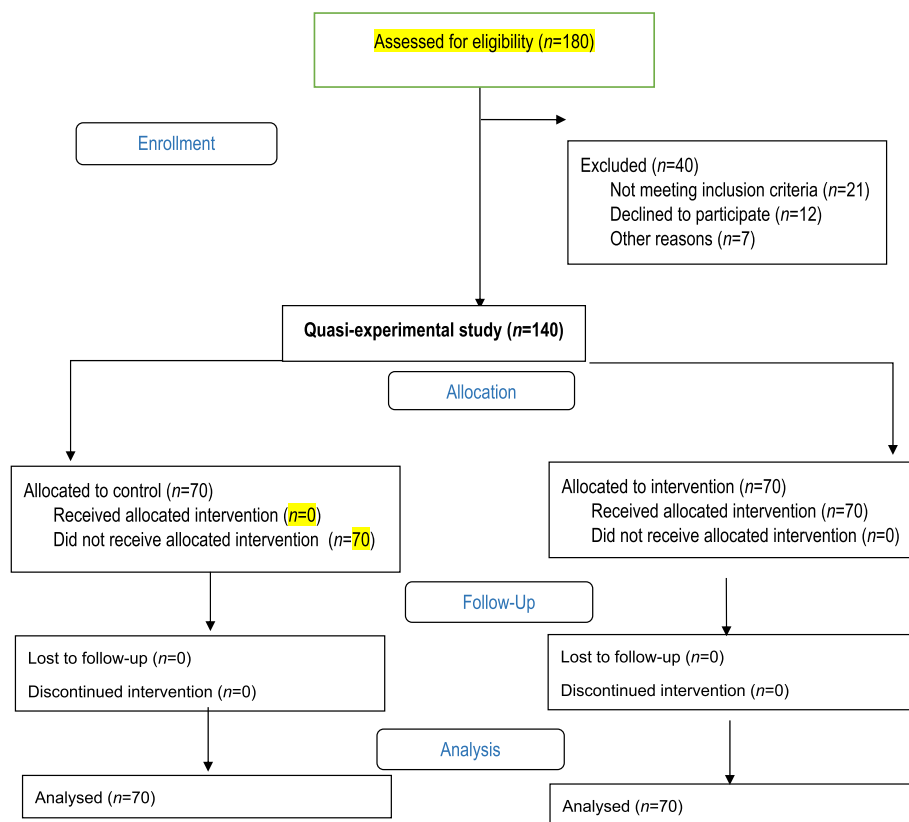 Assessed for eligibility (n=180)
Enrollment
Excluded (n=40)
Not meeting inclusion criteria (n=21)
Declined to participate (n=12)
Other reasons (n=7)
Quasi-experimental study (n=140)
Allocation
Allocated to control (n=70)
Received allocated intervention (n=0)
Did not receive allocated intervention (n=70)
Allocated to intervention (n=70)
Received allocated intervention (n=70)
Did not receive allocated intervention (n=0)
Follow-Up
Lost to follow-up (n=0)
Discontinued intervention (n=0)
Lost to follow-up (n=0)
Discontinued intervention (n=0)
Analysis
Analysed (n=70)
Analysed (n=70)